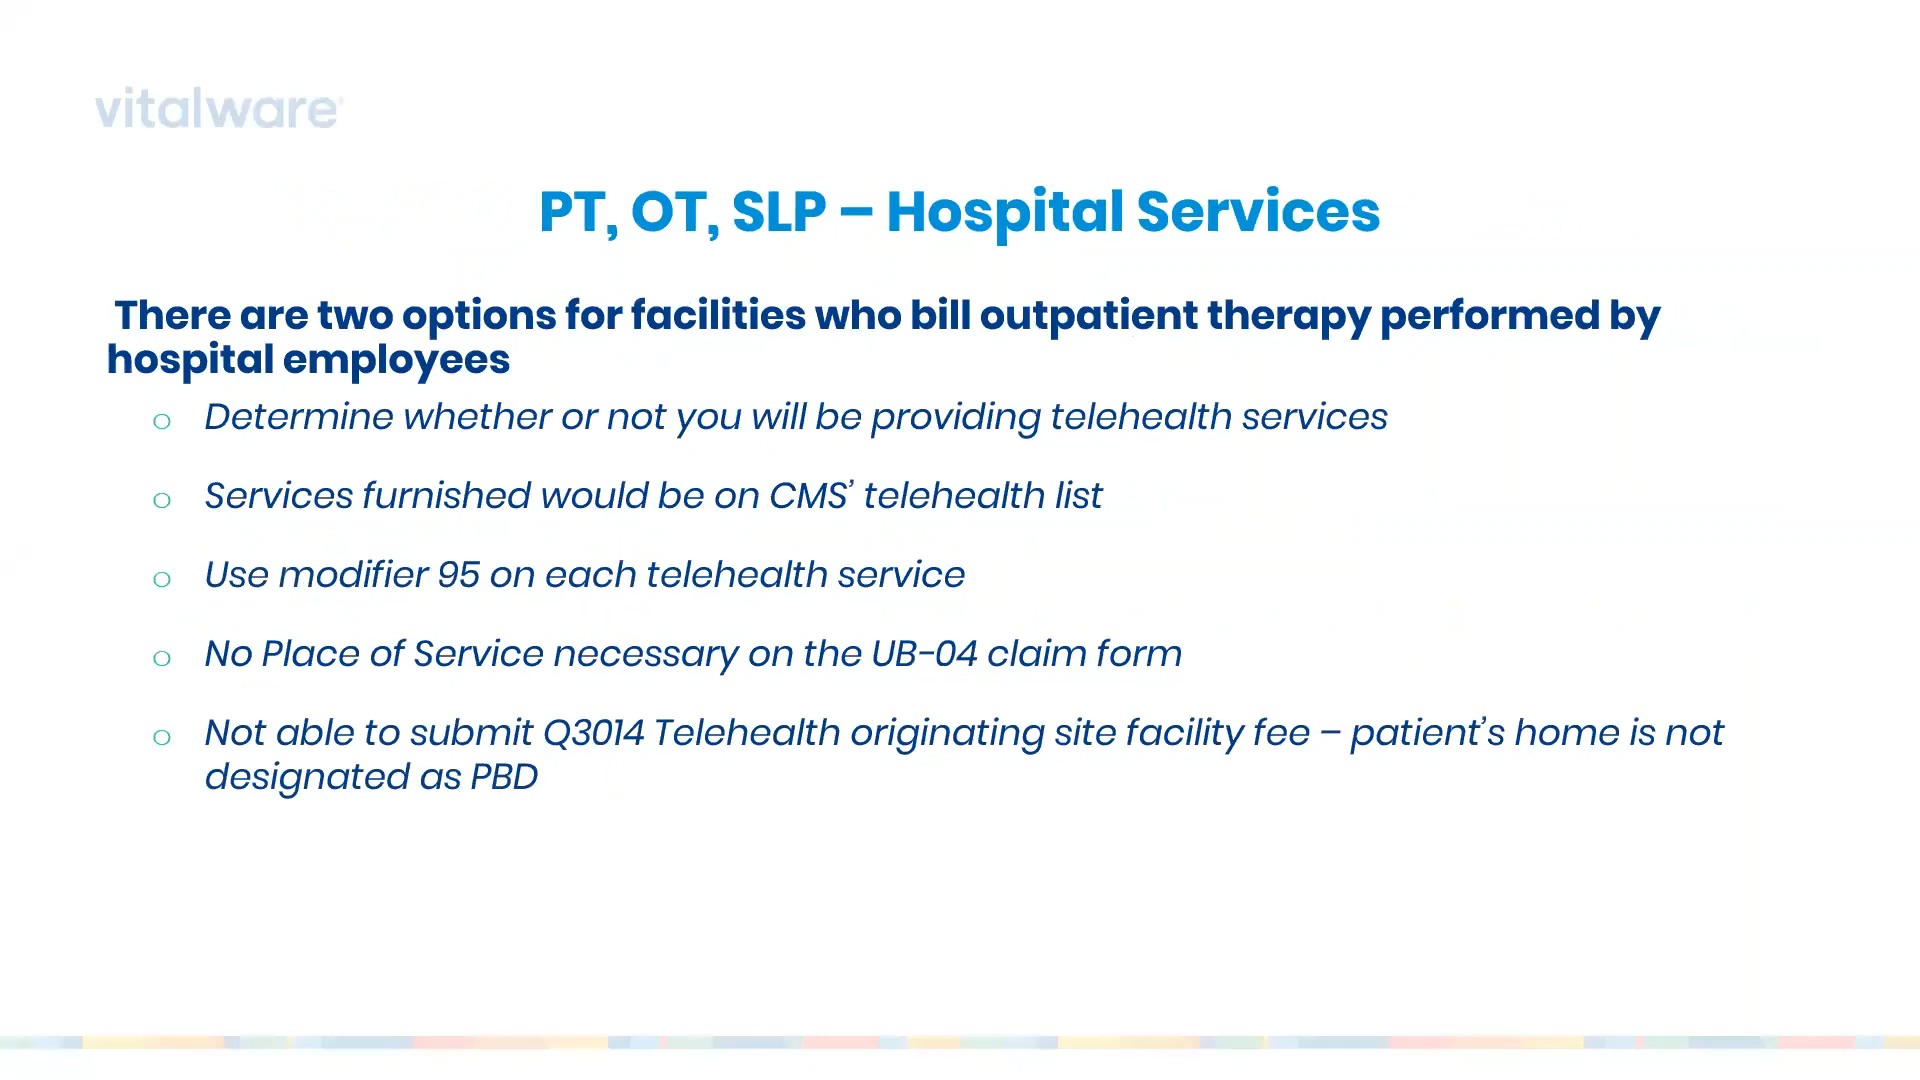 vitalware
PT, OT, SLP – Hospital Services
There are two options for facilities who bill outpatient therapy performed by
hospital employees
o Determine whether or not you will be providing telehealth services
o Services furnished would be on CMS’ telehealth list
o Use modifier 95 on each telehealth service
o No Place of Service necessary on the UB-04 claim form
o Not able to submit Q3014 Telehealth originating site facility fee – patient’s home is not
designated as PBD